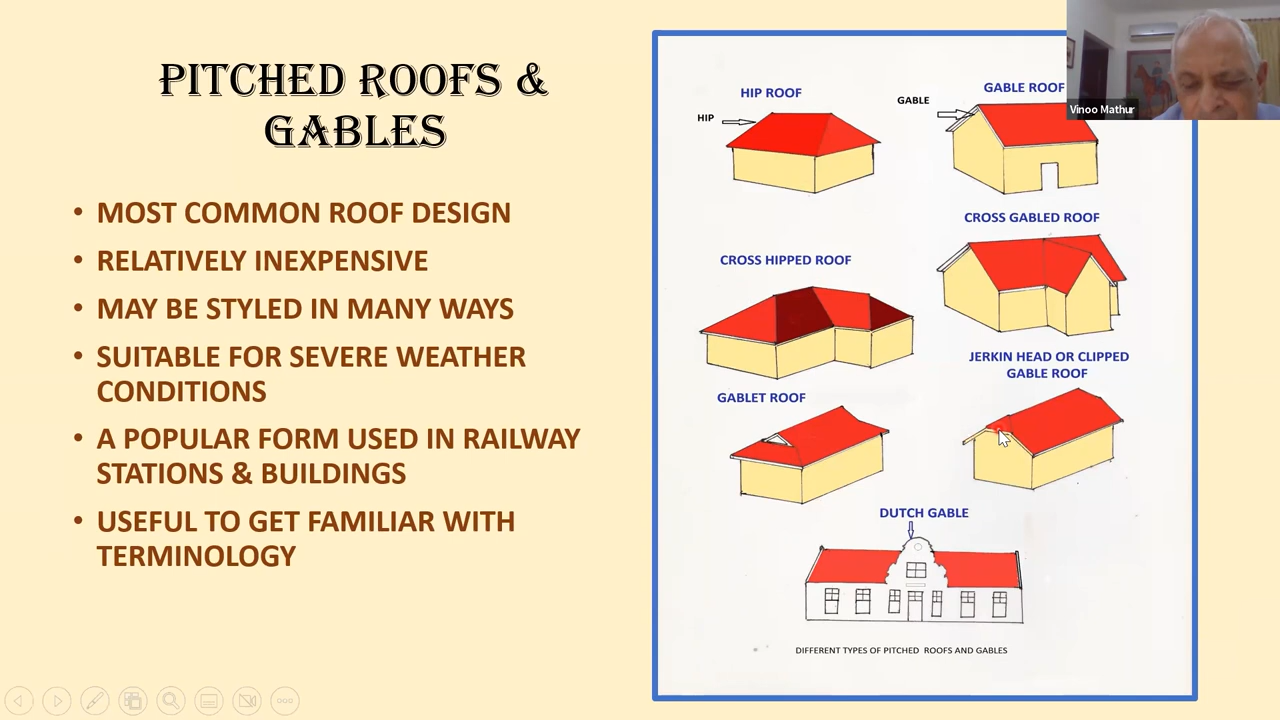 PITCHED ROOFS &
GABLES
• MOST COMMON ROOF DESIGN
• RELATIVELY INEXPENSIVE
• MAY BE STYLED IN MANY WAYS
• SUITABLE FOR SEVERE WEATHER
CONDITIONS
• A POPULAR FORM USED IN RAILWAY
STATIONS & BUILDINGS
• USEFUL TO GET FAMILIAR WITH
TERMINOLOGY
HIP ROOF
HIP
GABLE ROOF
GABLE
CROSS GABLED ROOF
CROSS HIPPED ROOF
JERKIN HEAD OR CLIPPED
GABLE ROOF
GABLET ROOF
DUTCH GABLE
DIFFERENT TYPES OF PITCHED ROOFS AND GABLES
Vinoo Mathur